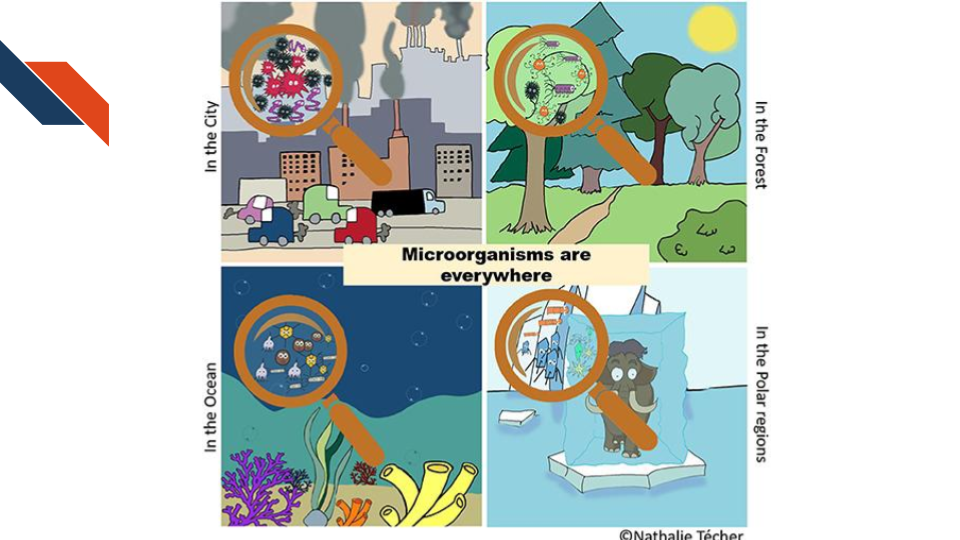 In the City
In the Forest
Microorganisms are
everywhere
In the Ocean
In the Polar regions
©Nathalie Técher